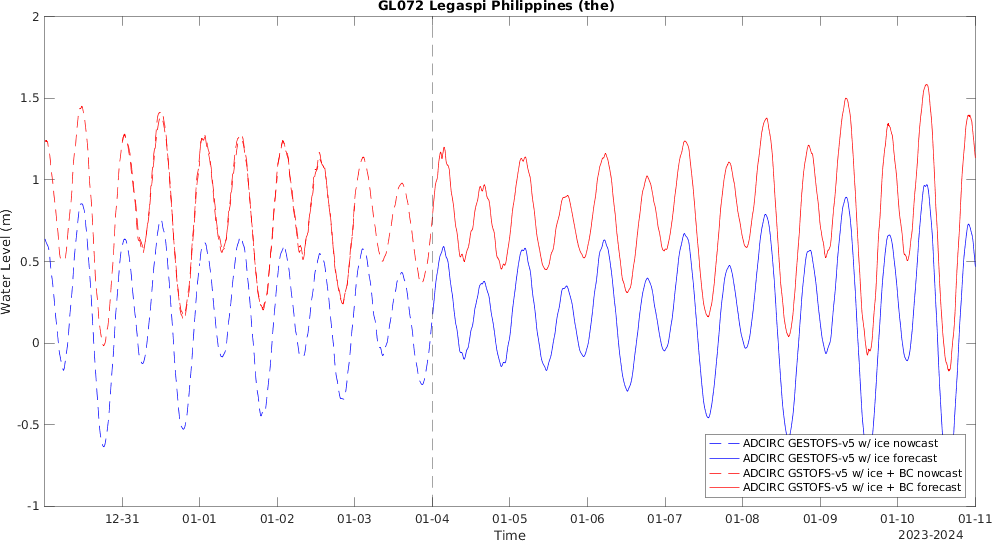 GL072 Legaspi Philippines (the)
2
1.5
1
0.5
0
-0.5
-1
Water Level (m)
12-31
01-01
01-02
01-03
01-04
01-05
01-06
01-07
01-08
01-09
01-10
01-11
Time
2023-2024
ADCIRC GESTOFS-v5 w/ ice nowcast
ADCIRC GESTOFS-v5 w/ ice forecast
ADCIRC GSTOFS-v5 w/ ice + BC nowcast
ADCIRC GSTOFS-v5 w/ ice + BC forecast